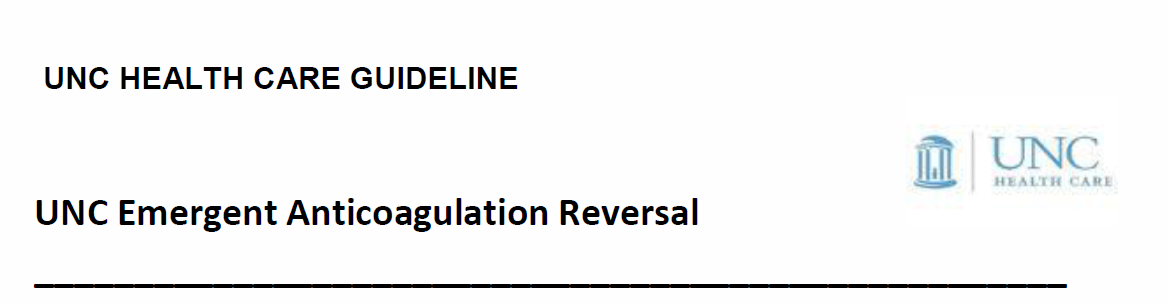 UNC HEALTH CARE GUIDELINE
UNC
HEALTH CARE
UNC Emergent Anticoagulation Reversal